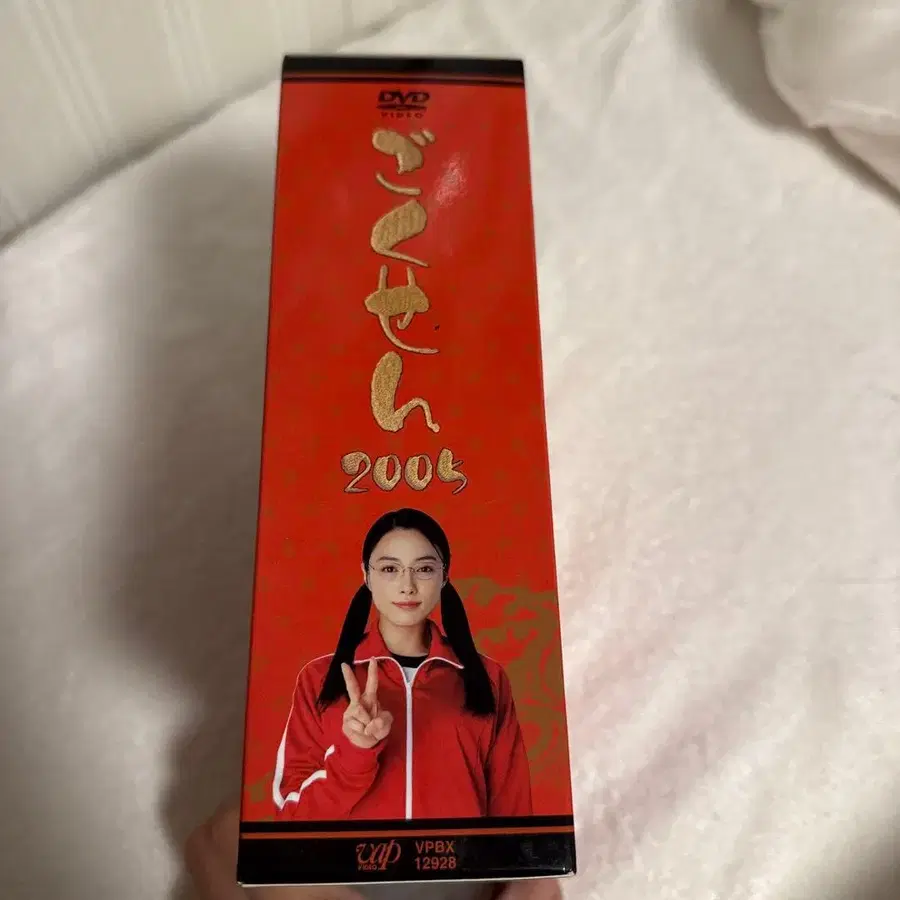 DVD
VIDEO
ごくせん
2005
vap
VIDEO
VPBX
12928